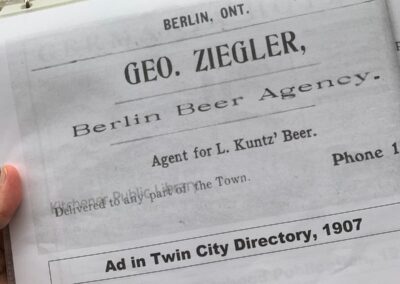 BERLIN, ONT.
GEO. ZIEGLER,
Berlin Beer Agency.
Agent for L. Kuntz' Beer.
Phone 1
Kitchener Public Library
Delivered to any part of the Town.
Ad in Twin City Directory, 1907